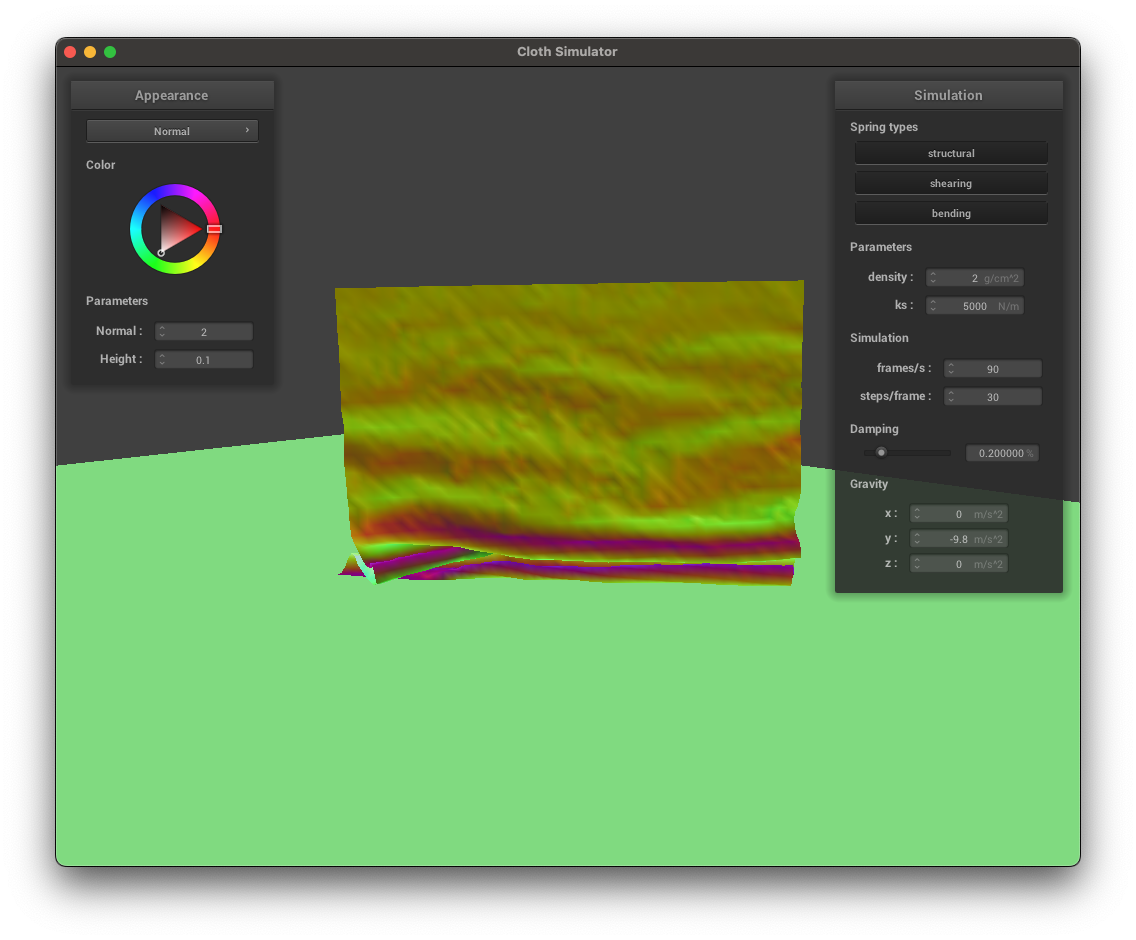 Cloth Simulator
Appearance
Normal
Color
Parameters
Normal : 2
Height : 0.1
Simulation
Spring types
structural
shearing
bending
Parameters
density : 2 g/cm^2
ks : 5000 N/m
Simulation
frames/s : 90
steps/frame : 30
Damping
0.200000 %
Gravity
x : 0 m/s^2
y : -9.8 m/s^2
z : 0 m/s^2